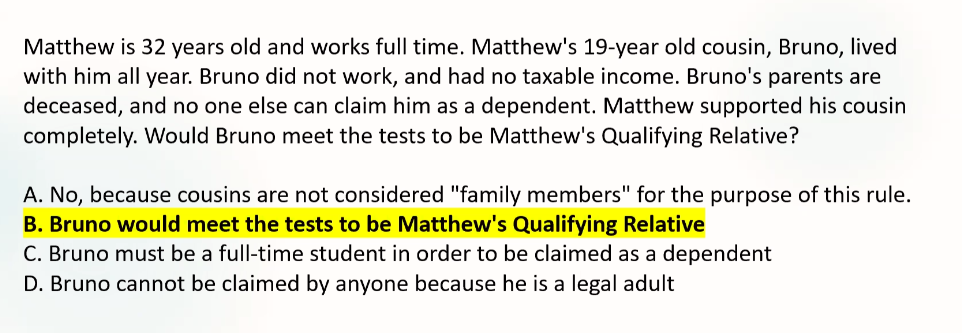 Matthew is 32 years old and works full time. Matthew's 19-year old cousin, Bruno, lived
with him all year. Bruno did not work, and had no taxable income. Bruno's parents are
deceased, and no one else can claim him as a dependent. Matthew supported his cousin
completely. Would Bruno meet the tests to be Matthew's Qualifying Relative?
A. No, because cousins are not considered "family members" for the purpose of this rule.
B. Bruno would meet the tests to be Matthew's Qualifying Relative
C. Bruno must be a full-time student in order to be claimed as a dependent
D. Bruno cannot be claimed by anyone because he is a legal adult